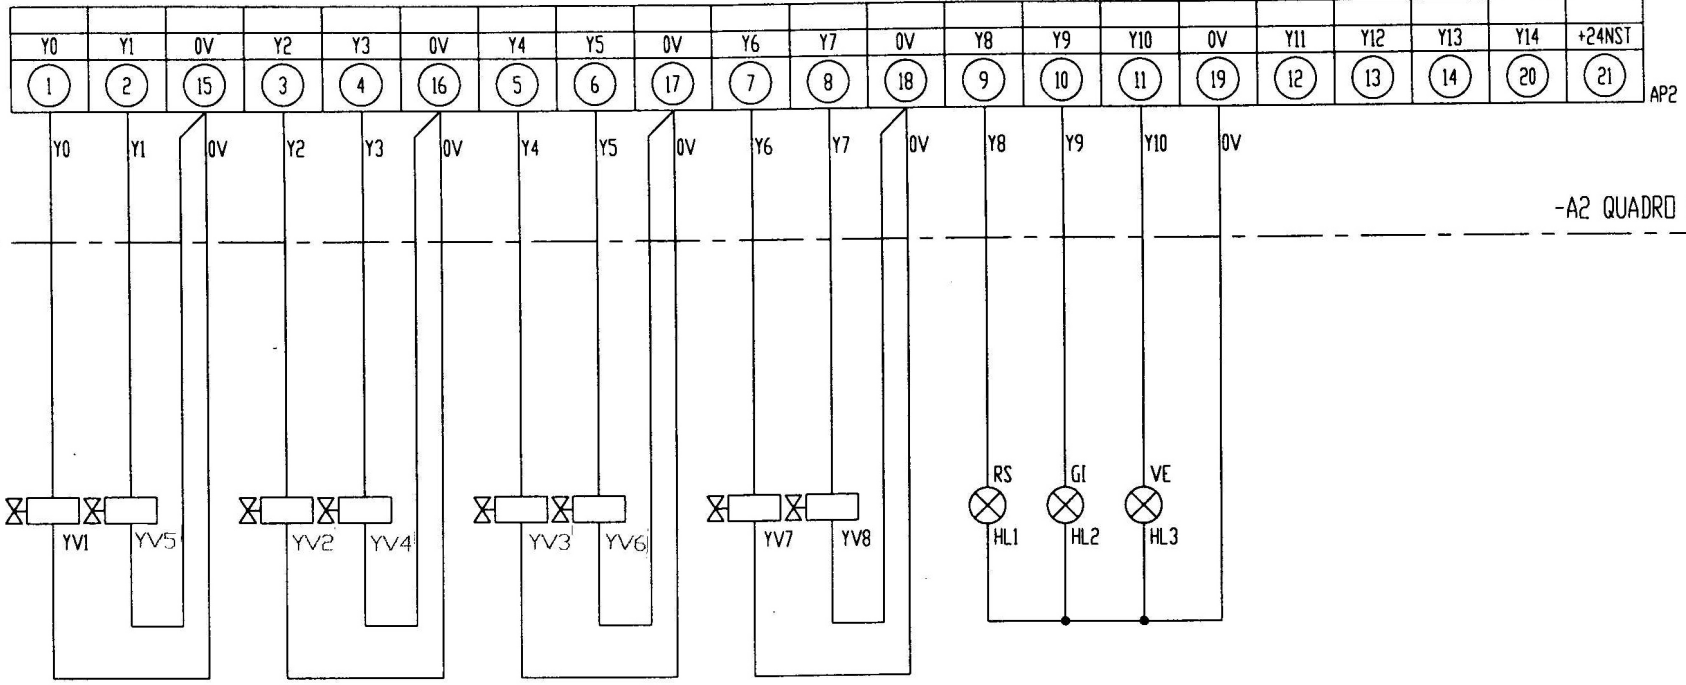 Y0 Y1 0V Y2 Y3 0V Y4 Y5 0V Y6 Y7 0V Y8 Y9 Y10 0V Y11 Y12 Y13 Y14 +24NST
1 2 15 3 4 16 5 6 17 7 8 18 9 10 11 19 12 13 14 20 21 AP2
Y0 Y1 0V Y2 Y3 0V Y4 Y5 0V Y6 Y7 0V Y8 Y9 Y10 0V
-A2 QUADRO
RS GI VE
YV1 YV5 YV2 YV4 YV3 YV6 YV7 YV8 HL1 HL2 HL3